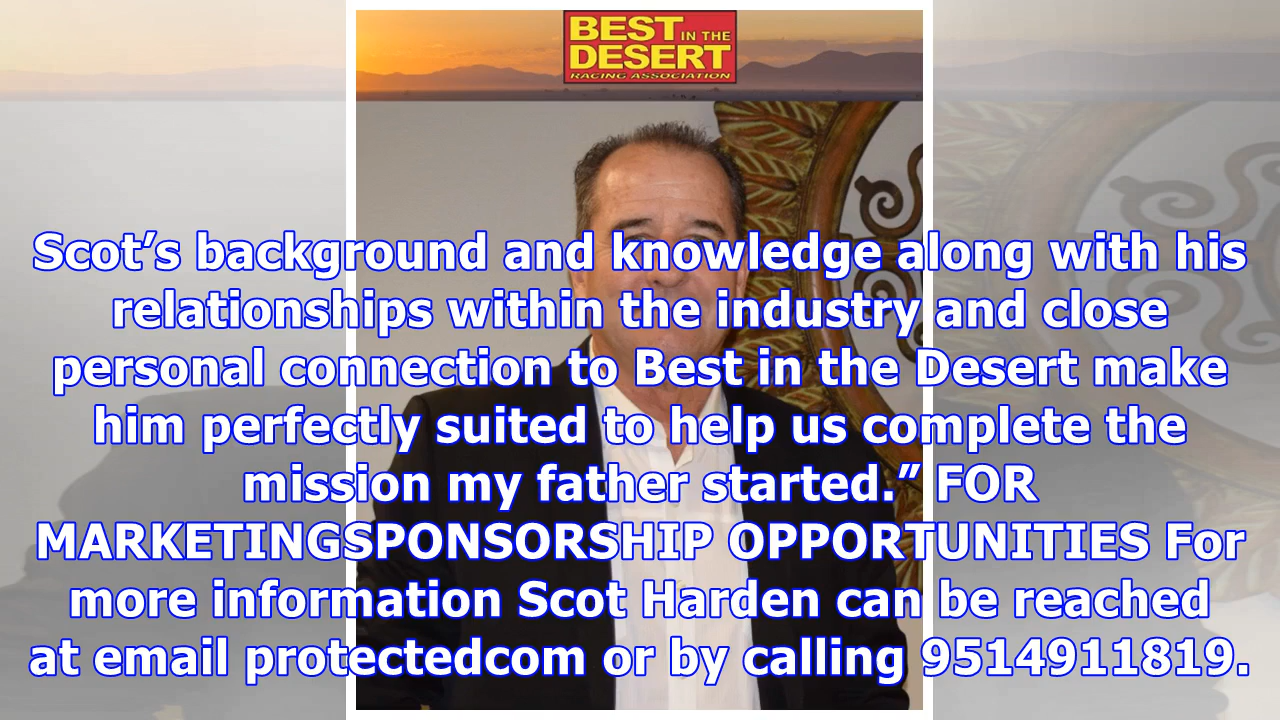 BEST IN THE
DESERT
RACING ASSOCIATION
Scot’s background and knowledge along with his
relationships within the industry and close
personal connection to Best in the Desert make
him perfectly suited to help us complete the
mission my father started.” FOR
MARKETINGSPONSORSHIP OPPORTUNITIES For
more information Scot Harden can be reached
at email protectedcom or by calling 9514911819.